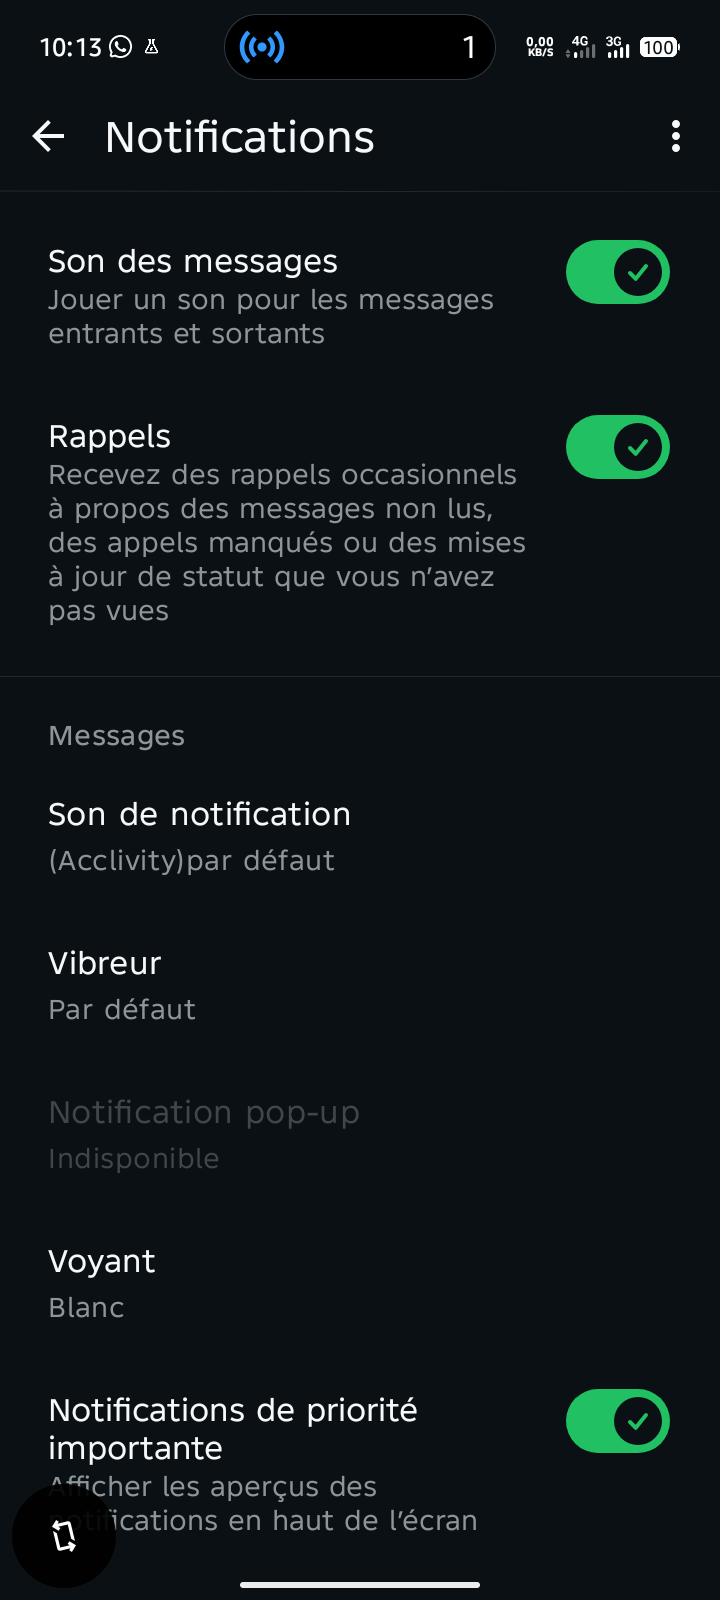 10:13
1
0,00
KB/S
4G
3G
100
Notifications
Son des messages
Jouer un son pour les messages
entrants et sortants
Rappels
Recevez des rappels occasionnels
à propos des messages non lus,
des appels manqués ou des mises
à jour de statut que vous n’avez
pas vues
Messages
Son de notification
(Acclivity)par défaut
Vibreur
Par défaut
Notification pop-up
Indisponible
Voyant
Blanc
Notifications de priorité
importante
Afficher les aperçus des
notifications en haut de l’écran